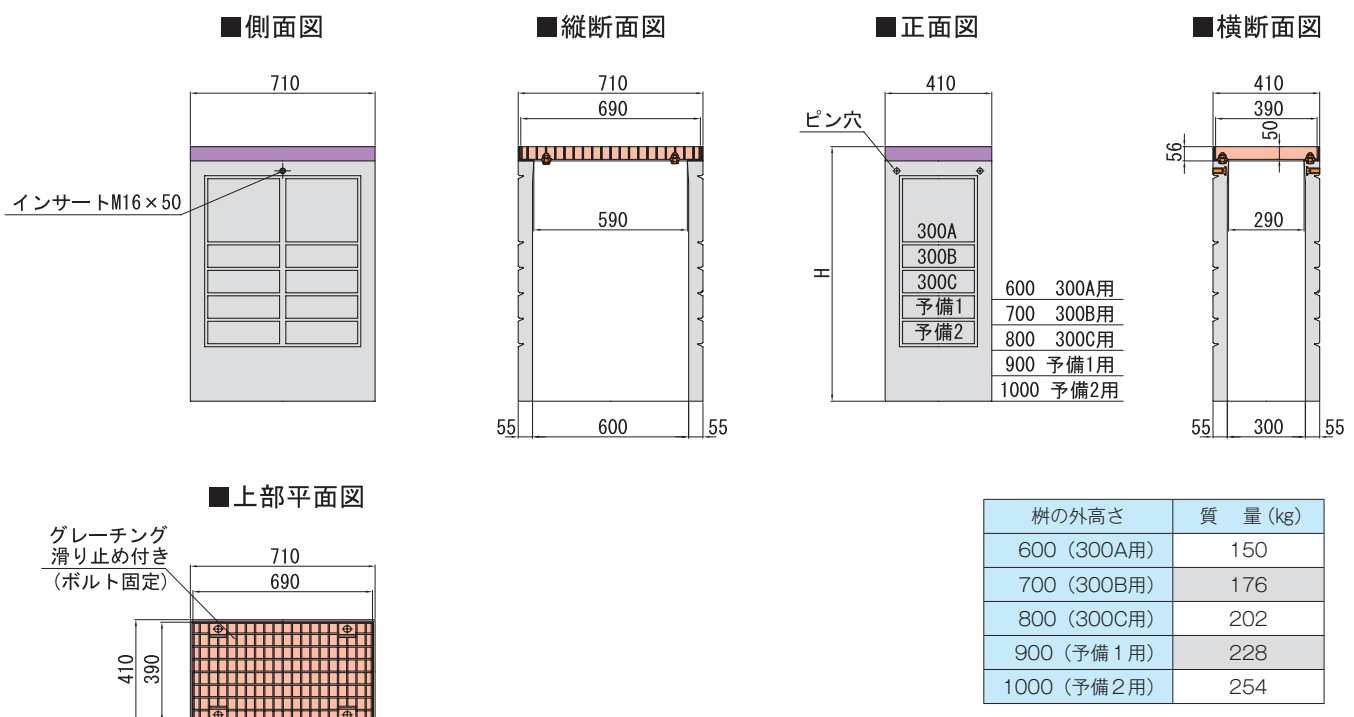 ■側面図
710
インサートM16×50
■縦断面図
710
690
590
55
600
55
■正面図
410
ピン穴
H
300A
300B
300C
予備1
予備2
600 300A用
700 300B用
800 300C用
900 予備1用
1000 予備2用
■横断面図
410
390
50
56
290
55
300
55
■上部平面図
グレーチング
滑り止め付き
(ボルト固定)
710
690
410
390
桝の外高さ 質 量(kg)
600(300A用) 150
700(300B用) 176
800(300C用) 202
900(予備1用) 228
1000(予備2用) 254